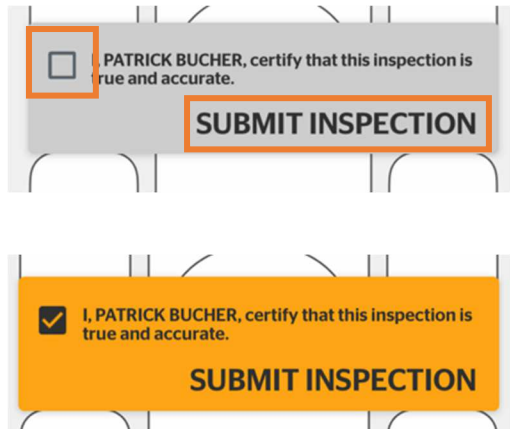 I, PATRICK BUCHER, certify that this inspection is
true and accurate.
SUBMIT INSPECTION
I, PATRICK BUCHER, certify that this inspection is
true and accurate.
SUBMIT INSPECTION